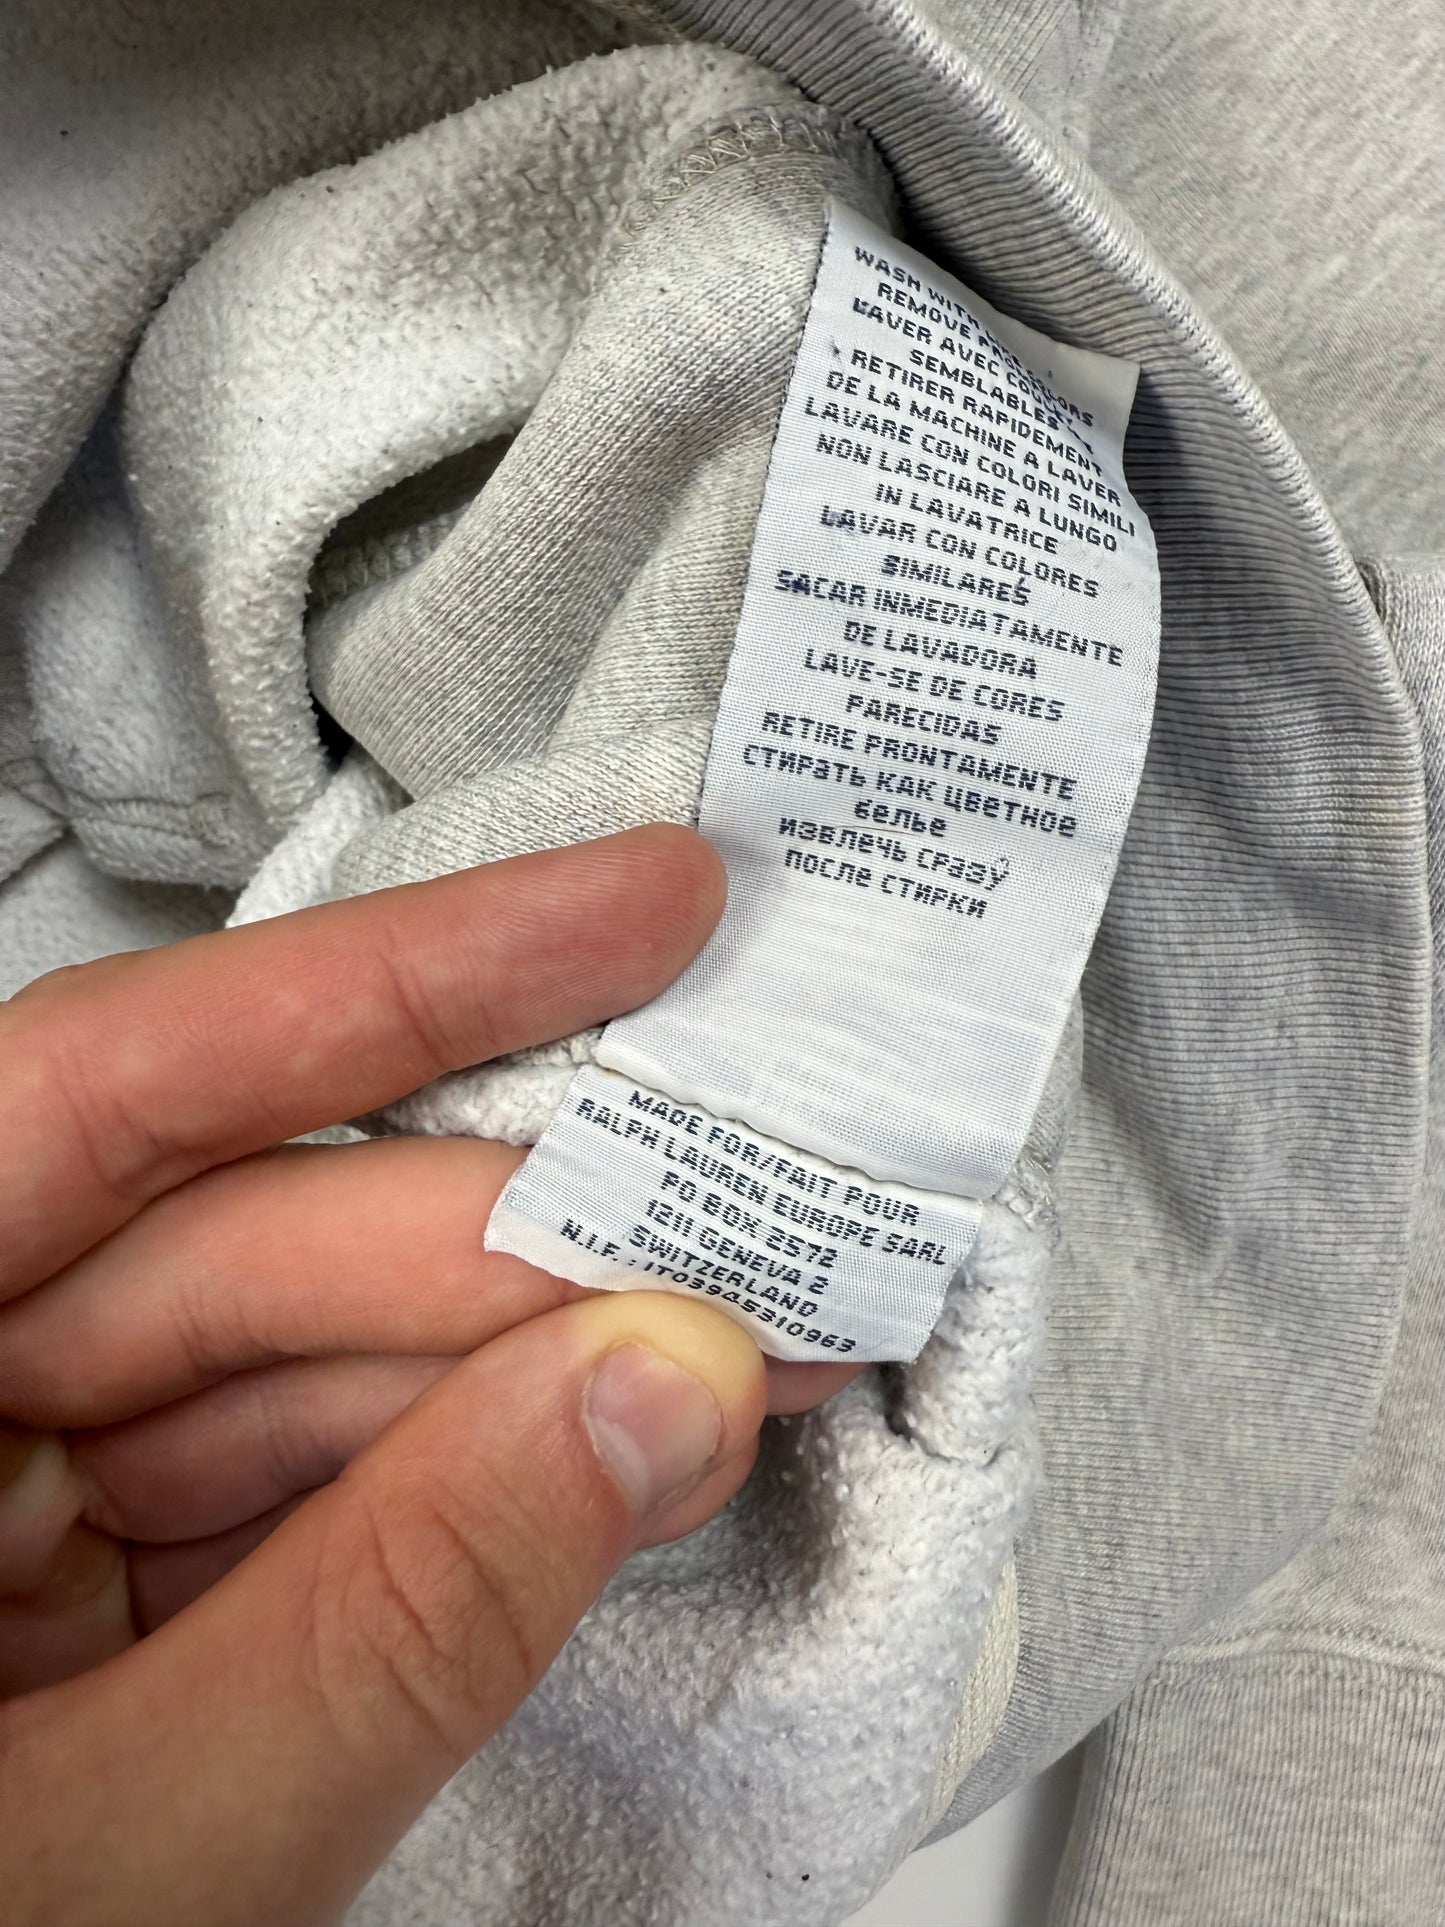 WASH WITH LIKE COLORS
REMOVE PROMPTLY
LAVER AVEC COULEURS
SEMBLABLES
RETIRER RAPIDEMENT
DE LA MACHINE A LAVER
LAVARE CON COLORI SIMILI
NON LASCIARE A LUNGO
IN LAVATRICE
LAVAR CON COLORES
SIMILARES
SACAR INMEDIATAMENTE
DE LAVADORA
LAVE-SE DE CORES
PARECIDAS
RETIRE PRONTAMENTE
СТИРАТЬ КАК ЦВЕТНОЕ
БЕЛЬЕ
ИЗВЛЕЧЬ СРАЗУ
ПОСЛЕ СТИРКИ
MADE FOR/FAIT POUR
RALPH LAUREN EUROPE SARL
PO BOX 2572
1211 GENEVA 2
SWITZERLAND
N.I.F. : IT03945310963